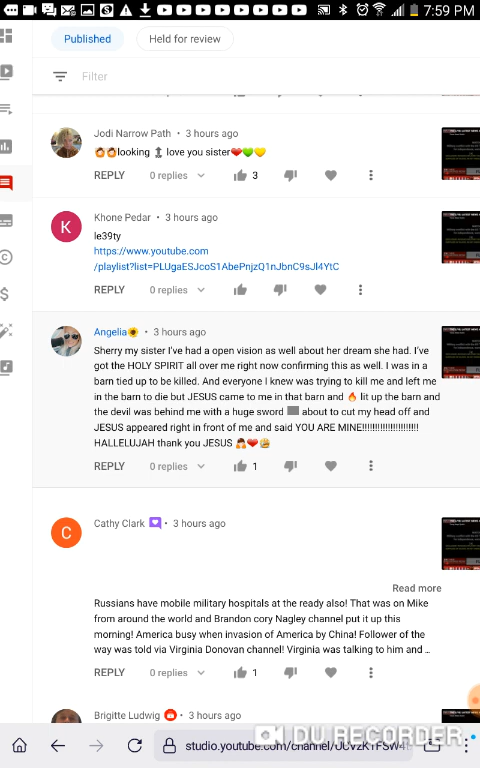 7:59 PM
Published
Held for review
Filter
Jodi Narrow Path • 3 hours ago
🙆🙆looking ⬆ love you sister❤💚💛
REPLY 0 replies 3
K
Khone Pedar • 3 hours ago
le39ty
https://www.youtube.com
/playlist?list=PLUgaESJcoS1AbePnjzQ1nJbnC9sJl4YtC
REPLY 0 replies
Angelia🌻 • 3 hours ago
Sherry my sister I've had a open vision as well about her dream she had. I've
got the HOLY SPIRIT all over me right now confirming this as well. I was in a
barn tied up to be killed. And everyone I knew was trying to kill me and left me
in the barn to die but JESUS came to me in that barn and 🔥 lit up the barn and
the devil was behind me with a huge sword about to cut my head off and
JESUS appeared right in front of me and said YOU ARE MINE!!!!!!!!!!!!!!!!!!!!!
HALLELUJAH thank you JESUS 🙏❤👑
REPLY 0 replies 1
C
Cathy Clark • 3 hours ago
Read more
Russians have mobile military hospitals at the ready also! That was on Mike
from around the world and Brandon cory Nagley channel put it up this
morning! America busy when invasion of America by China! Follower of the
way was told via Virginia Donovan channel! Virginia was talking to him and ...
REPLY 0 replies 1
Brigitte Ludwig • 3 hours ago
DU RECORDER
studio.youtube.com/channel/